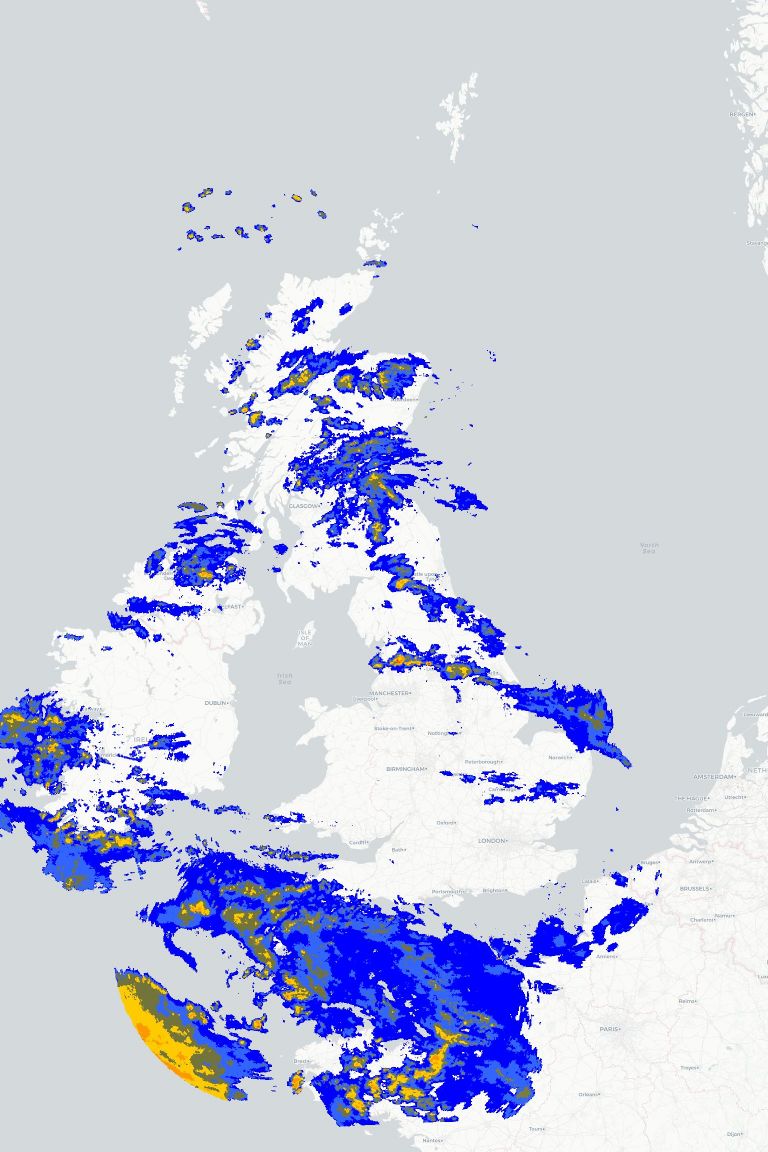 BERGEN
Stavanger
GLASGOW
North
Sea
ISLE
OF
MAN
Irish
Sea
DUBLIN
MANCHESTER
Liverpool
Stoke-on-Trent
Norwich
Peterborough
BIRMINGHAM
AMSTERDAM
NETH
THE HAGUE
Utrecht
Rotterdam
Oxford
LONDON
Cardiff
Bath
Portsmouth
Brighton
Bruges
Antwerp
Calais
BRUSSELS
Namur
Charleroi
Amiens
Reims
PARIS
Brest
Troyes
Orléans
Tours
Nantes
Dijon